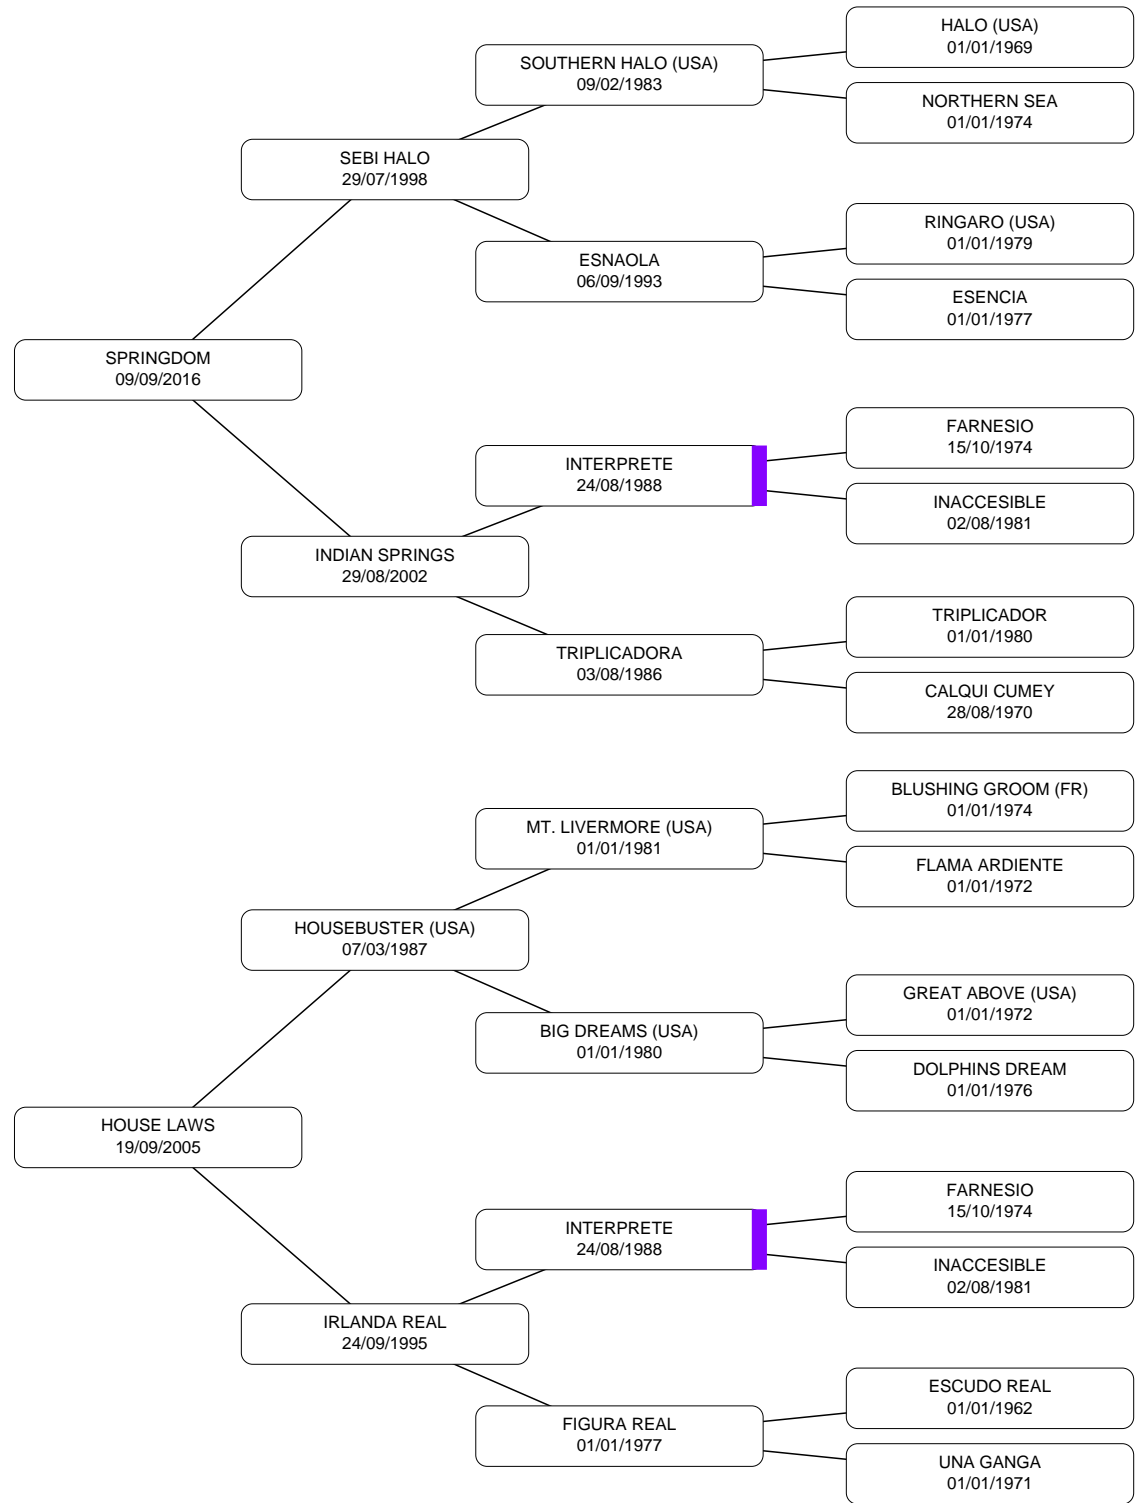 HALO (USA)
01/01/1969
SOUTHERN HALO (USA)
09/02/1983
NORTHERN SEA
01/01/1974
SEBI HALO
29/07/1998
RINGARO (USA)
01/01/1979
ESNAOLA
06/09/1993
ESENCIA
01/01/1977
SPRINGDOM
09/09/2016
FARNESIO
15/10/1974
INTERPRETE
24/08/1988
INACCESIBLE
02/08/1981
INDIAN SPRINGS
29/08/2002
TRIPLICADOR
01/01/1980
TRIPLICADORA
03/08/1986
CALQUI CUMEY
28/08/1970
BLUSHING GROOM (FR)
01/01/1974
MT. LIVERMORE (USA)
01/01/1981
FLAMA ARDIENTE
01/01/1972
HOUSEBUSTER (USA)
07/03/1987
GREAT ABOVE (USA)
01/01/1972
BIG DREAMS (USA)
01/01/1980
DOLPHINS DREAM
01/01/1976
HOUSE LAWS
19/09/2005
FARNESIO
15/10/1974
INTERPRETE
24/08/1988
INACCESIBLE
02/08/1981
IRLANDA REAL
24/09/1995
ESCUDO REAL
01/01/1962
FIGURA REAL
01/01/1977
UNA GANGA
01/01/1971